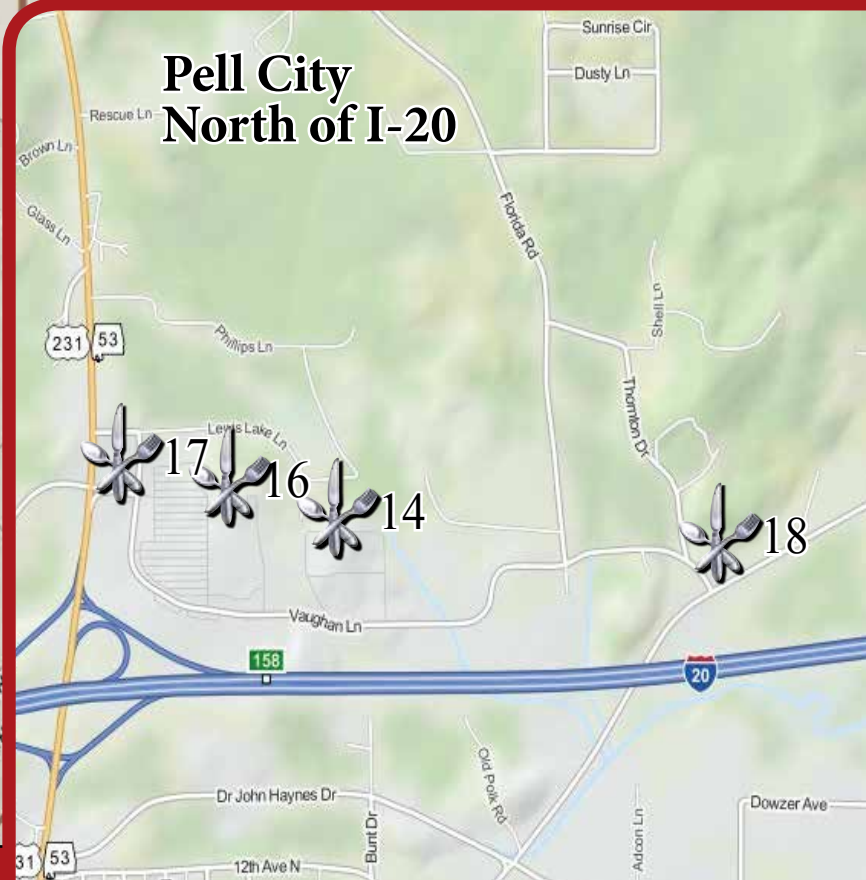 Pell City
North of I-20
Sunrise Cir
Dusty Ln
Rescue Ln
Brown Ln
Glass Ln
Florida Rd
Shell Ln
231
53
Phillips Ln
Thornton Dr
Lewis Lake Ln
17
16
14
18
Vaughan Ln
158
20
Old Polk Rd
Dr John Haynes Dr
Bunt Dr
Adcon Ln
Dowzer Ave
31
53
12th Ave N